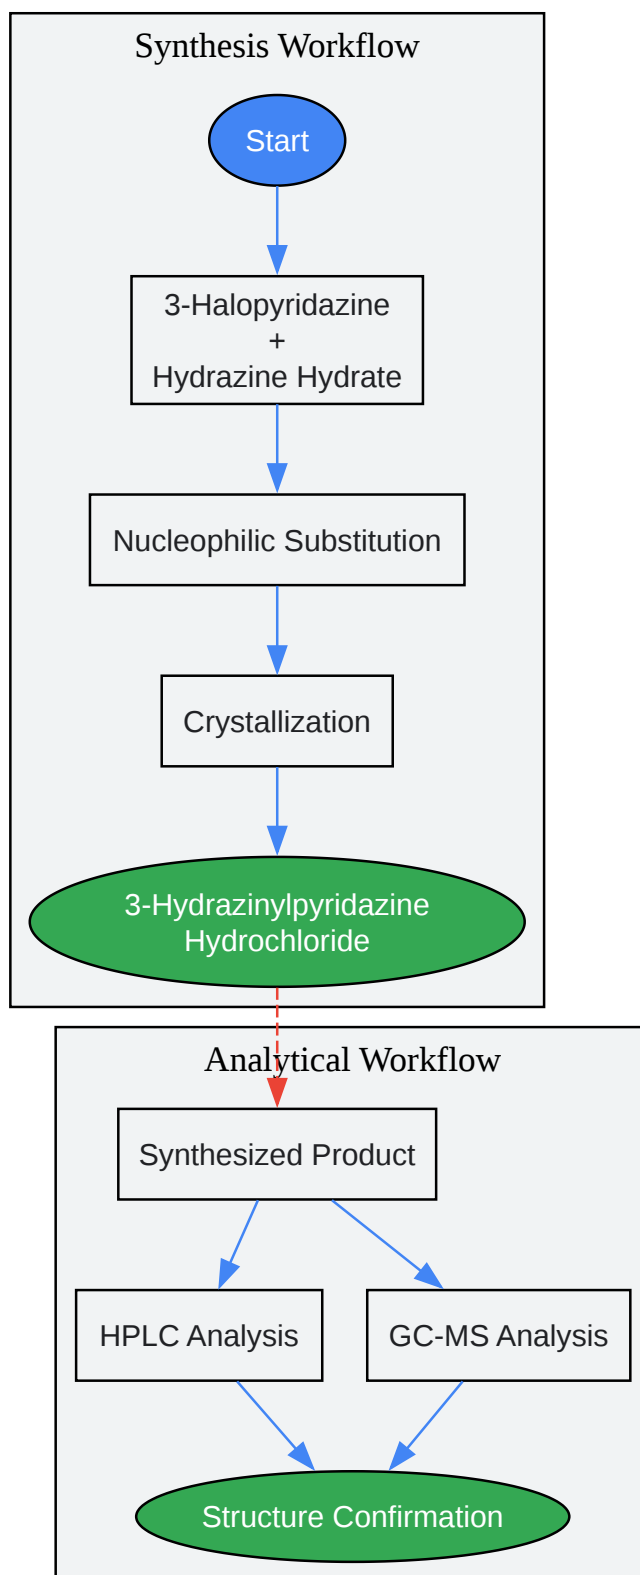 Synthesis Workflow
Start
3-Halopyridazine
+
Hydrazine Hydrate
Nucleophilic Substitution
Crystallization
3-Hydrazinylpyridazine
Hydrochloride
Analytical Workflow
Synthesized Product
HPLC Analysis
GC-MS Analysis
Structure Confirmation